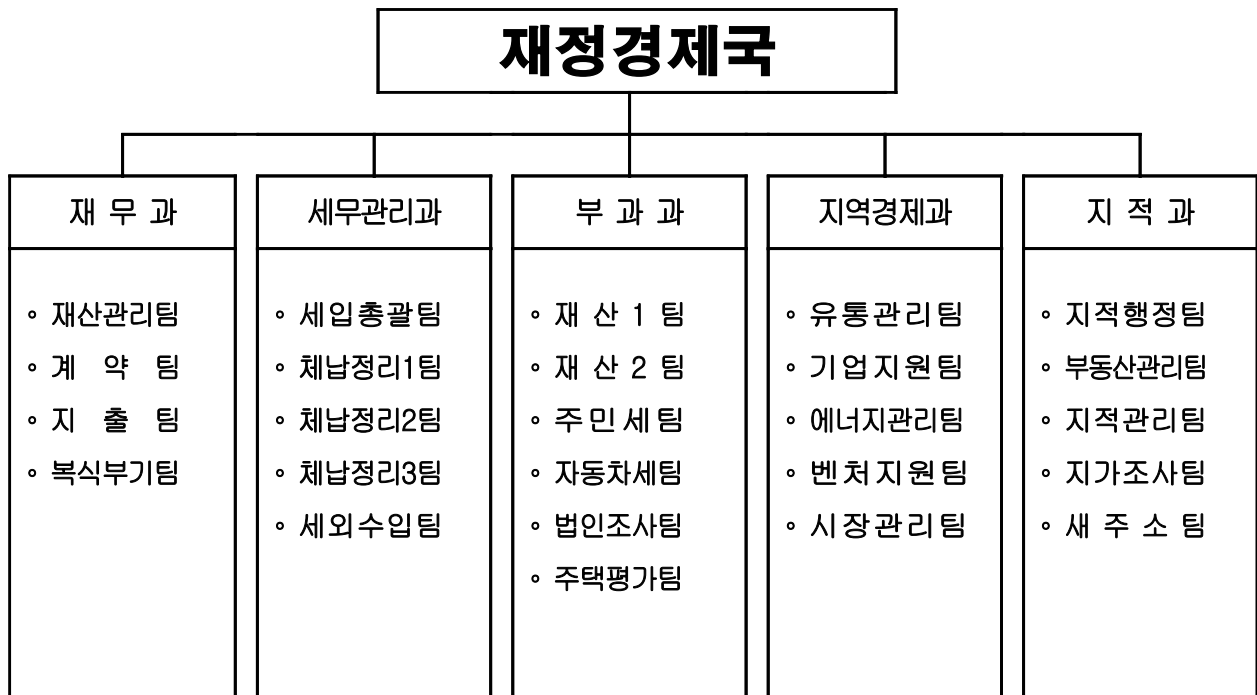 재정경제국
재 무 과
◦ 재산관리팀
◦ 계 약 팀
◦ 지 출 팀
◦ 복식부기팀
세무관리과
◦ 세입총괄팀
◦ 체납정리1팀
◦ 체납정리2팀
◦ 체납정리3팀
◦ 세외수입팀
부 과 과
◦ 재 산 1 팀
◦ 재 산 2 팀
◦ 주민세팀
◦ 자동차세팀
◦ 법인조사팀
◦ 주택평가팀
지역경제과
◦ 유통관리팀
◦ 기업지원팀
◦ 에너지관리팀
◦ 벤처지원팀
◦ 시장관리팀
지 적 과
◦ 지적행정팀
◦ 부동산관리팀
◦ 지적관리팀
◦ 지가조사팀
◦ 새 주 소 팀